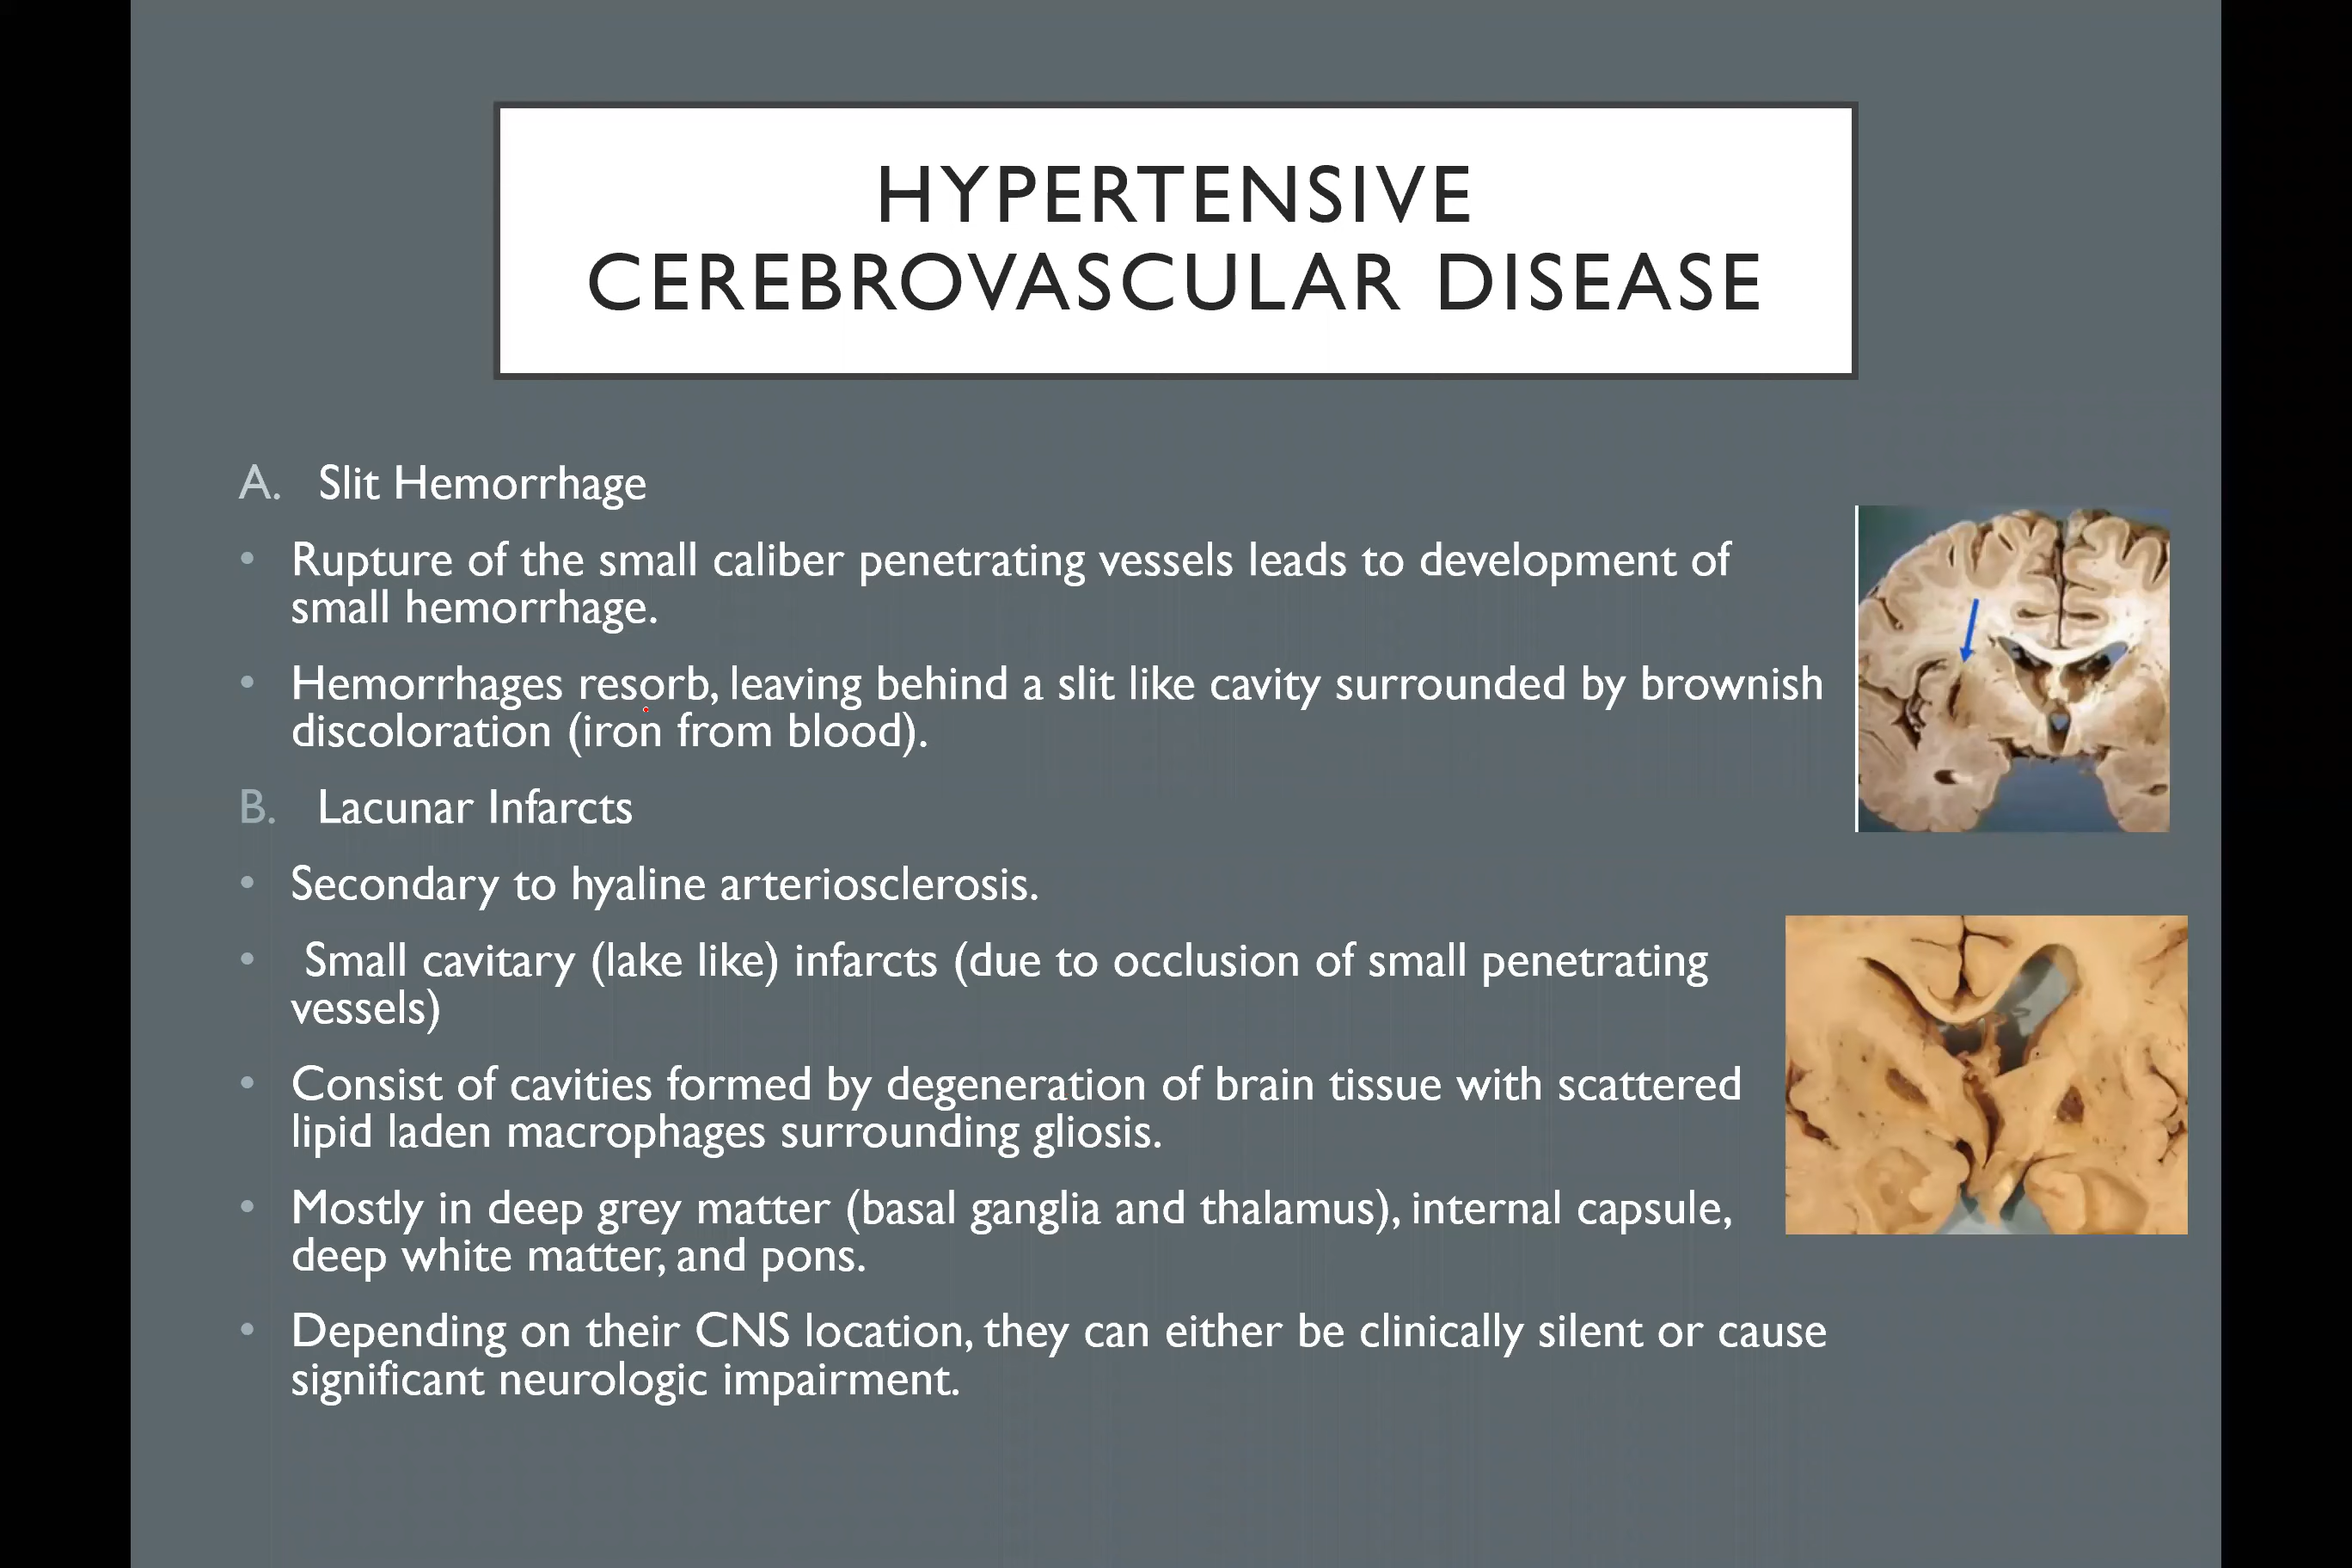 HYPERTENSIVE
CEREBROVASCULAR DISEASE
A. Slit Hemorrhage
• Rupture of the small caliber penetrating vessels leads to development of
small hemorrhage.
• Hemorrhages resorb, leaving behind a slit like cavity surrounded by brownish
discoloration (iron from blood).
B. Lacunar Infarcts
• Secondary to hyaline arteriosclerosis.
• Small cavitary (lake like) infarcts (due to occlusion of small penetrating
vessels)
• Consist of cavities formed by degeneration of brain tissue with scattered
lipid laden macrophages surrounding gliosis.
• Mostly in deep grey matter (basal ganglia and thalamus), internal capsule,
deep white matter, and pons.
• Depending on their CNS location, they can either be clinically silent or cause
significant neurologic impairment.